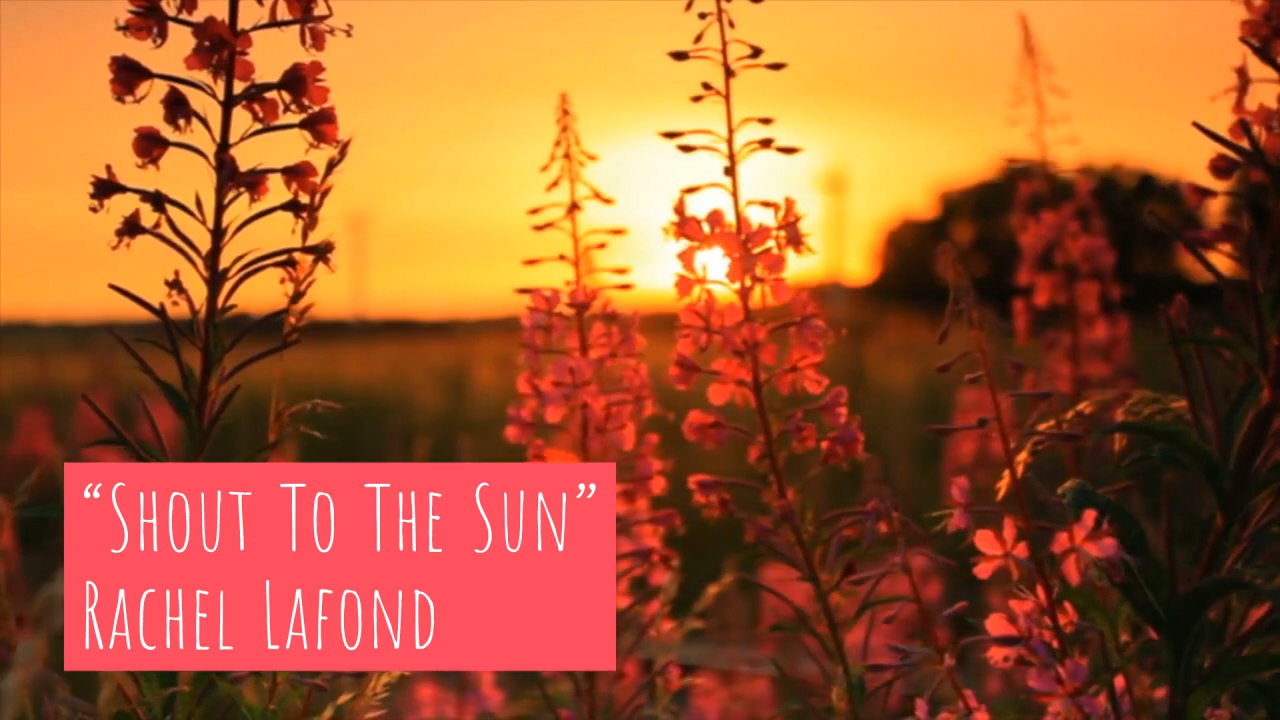 “Shout To The Sun”
Rachel Lafond